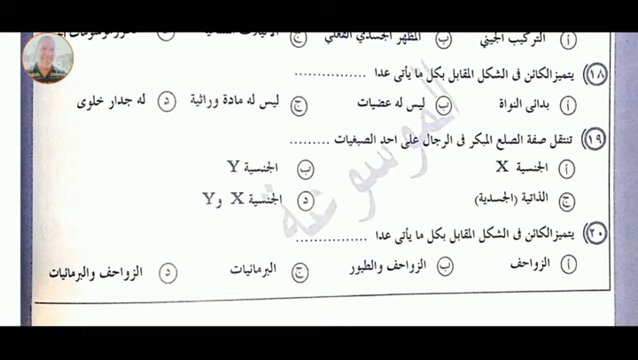 أ التركيب الجيني ب المظهر الجسدي الفعلي ج
١٨ يتميز الكائن فى الشكل المقابل بكل ما يأتى عدا ................
أ بدائى النواة ب ليس له عضيات ج ليس له مادة وراثية د له جدار خلوى
١٩ تنتقل صفة الصلع المبكر فى الرجال على احد الصبغيات .........
أ الجنسية X ب الجنسية Y
ج الذاتية (الجسدية) د الجنسية X و Y
٢٠ يتميز الكائن فى الشكل المقابل بكل ما يأتى عدا ................
أ الزواحف ب الزواحف والطيور ج البرمائيات د الزواحف والبرمائيات
الموسوعة